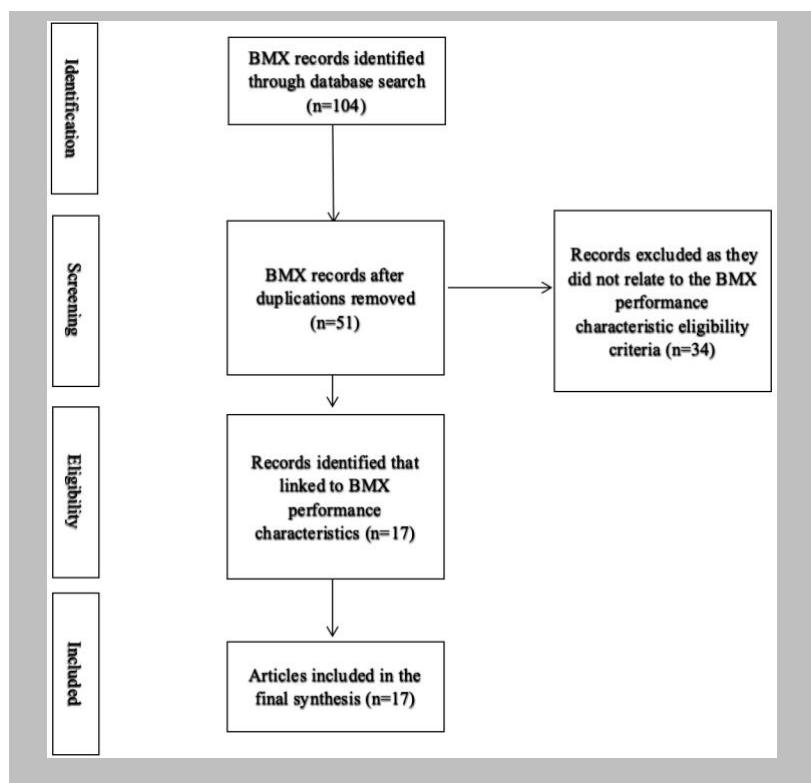 Identification
BMX records identified
through database search
(n=104)
Screening
BMX records after
duplications removed
(n=51)
Records excluded as they
did not relate to the BMX
performance
characteristic eligibility
criteria (n=34)
Eligibility
Records identified that
linked to BMX
performance
characteristics (n=17)
Included
Articles included in the
final synthesis (n=17)